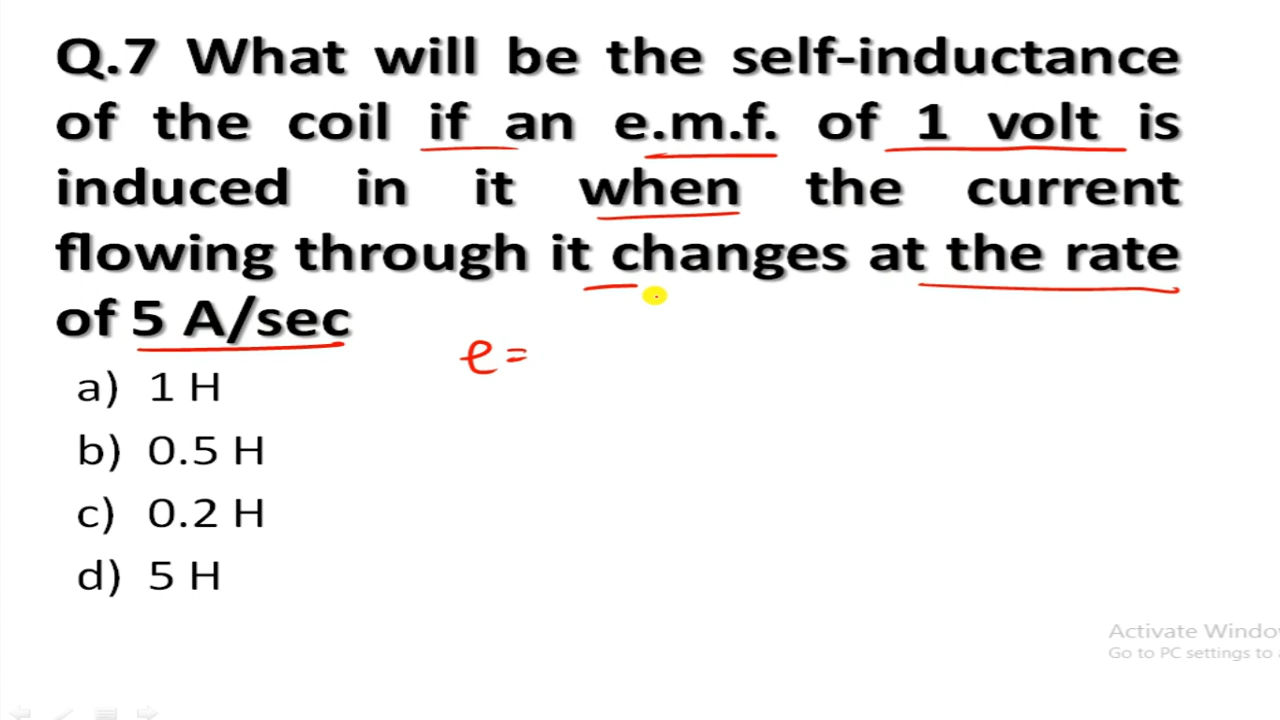 Q.7 What will be the self-inductance
of the coil if an e.m.f. of 1 volt is
induced in it when the current
flowing through it changes at the rate
of 5 A/sec
e=
a) 1 H
b) 0.5 H
c) 0.2 H
d) 5 H
Activate Windo
Go to PC settings to